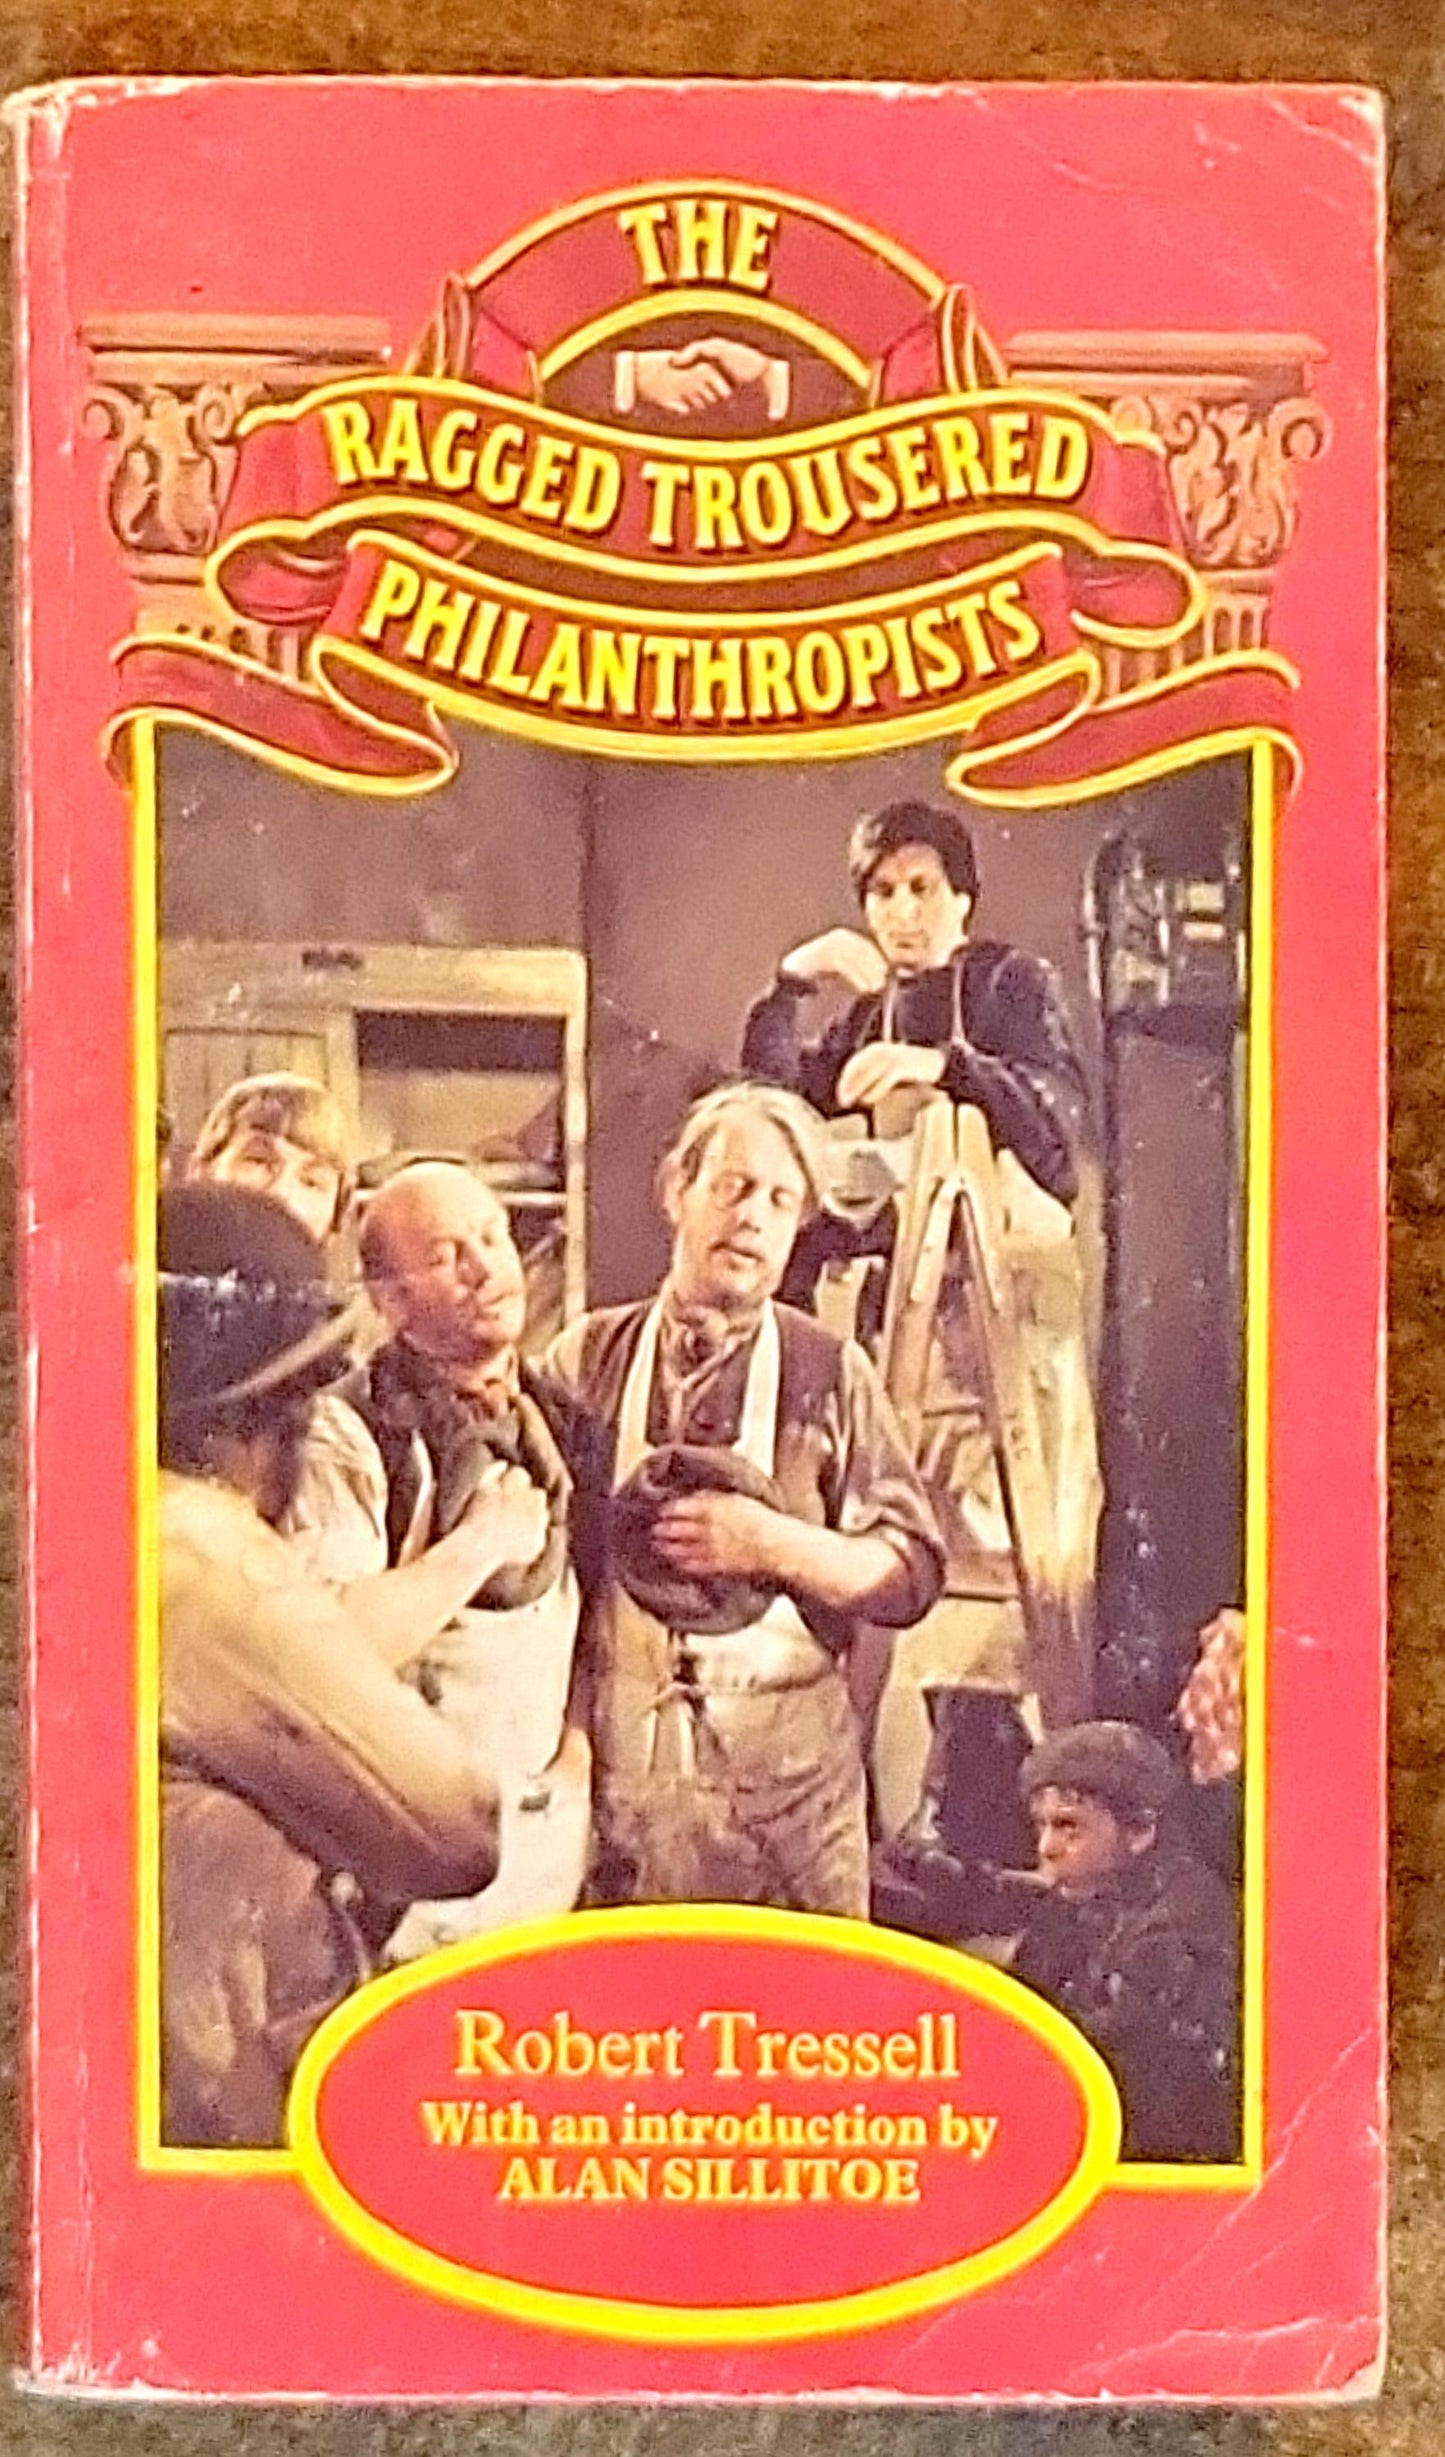 THE
RAGGED TROUSERED
PHILANTHROPISTS
Robert Tressell
With an introduction by
ALAN SILLITOE